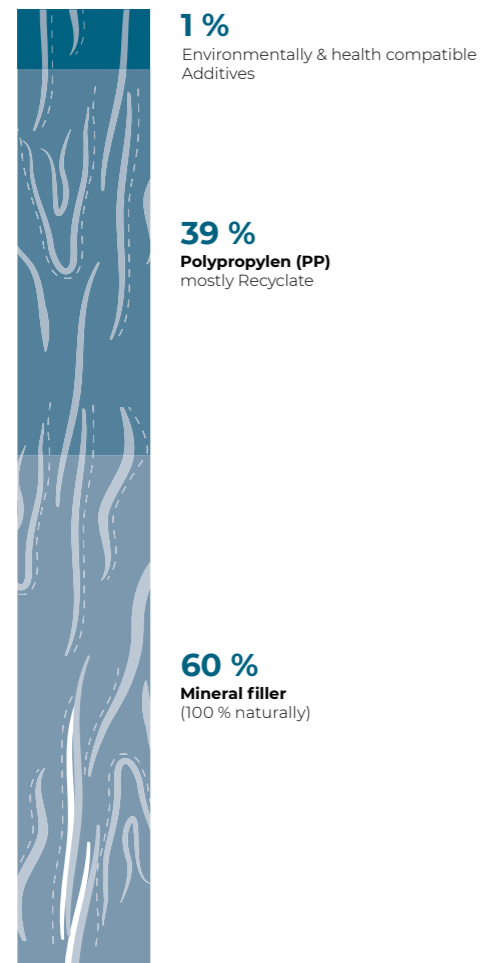 1 %
Environmentally & health compatible
Additives
39 %
Polypropylen (PP)
mostly Recyclate
60 %
Mineral filler
(100 % naturally)